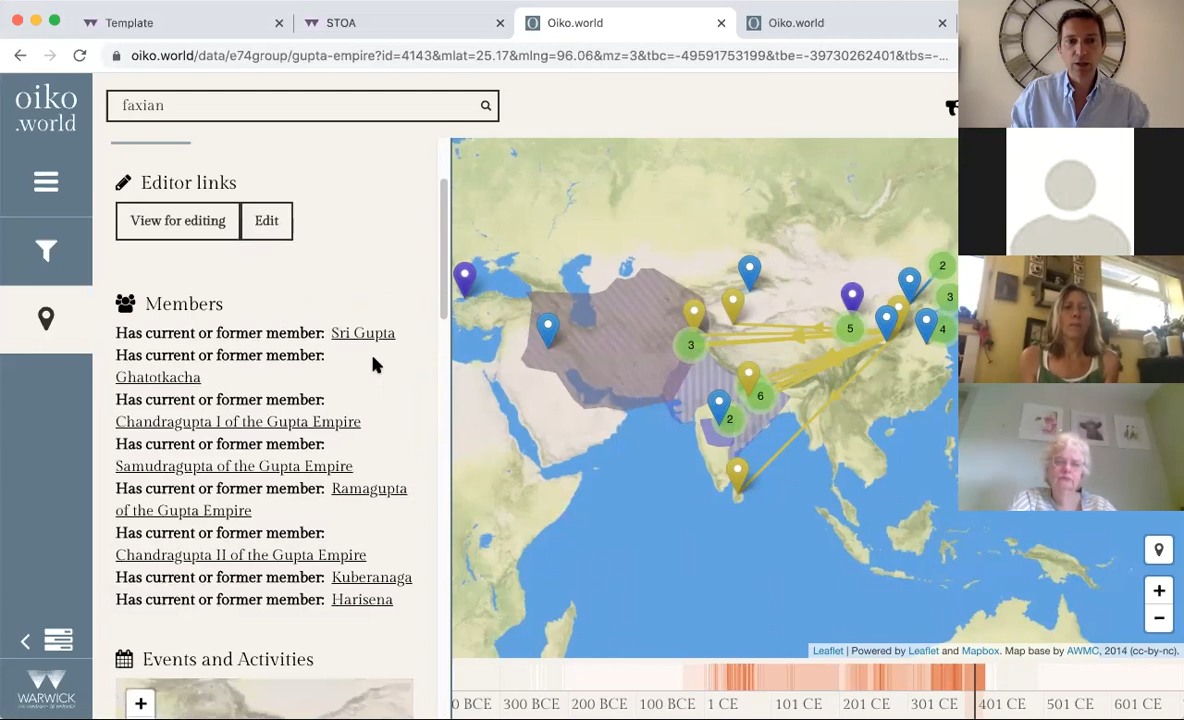 Template
STOA
Oiko.world
Oiko.world
oiko.world/data/e74group/gupta-empire?id=4143&mlat=25.17&mlng=96.06&mz=3&tbc=-49591753199&tbe=-39730262401&tbs=-...
oiko
.world
faxian
Editor links
View for editing
Edit
Members
Has current or former member: Sri Gupta
Has current or former member:
Ghatotkacha
Has current or former member:
Chandragupta I of the Gupta Empire
Has current or former member:
Samudragupta of the Gupta Empire
Has current or former member: Ramagupta
of the Gupta Empire
Has current or former member:
Chandragupta II of the Gupta Empire
Has current or former member: Kuberanaga
Has current or former member: Harisena
Events and Activities
+
WARWICK
THE UNIVERSITY OF WARWICK
2
3
5
4
3
6
2
+
−
Leaflet | Powered by Leaflet and Mapbox. Map base by AWMC, 2014 (cc-by-nc).
0 BCE 300 BCE 200 BCE 100 BCE 1 CE 101 CE 201 CE 301 CE 401 CE 501 CE 601 CE